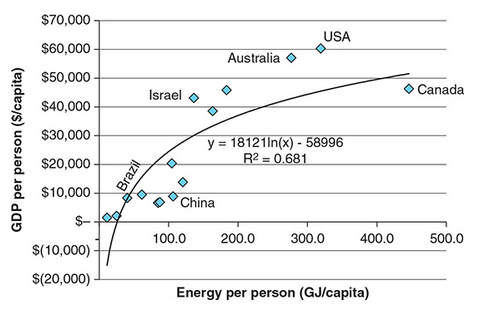 $70,000
$60,000
$50,000
$40,000
$30,000
$20,000
$10,000
$–
$(10,000)
$(20,000)
GDP per person ($/capita)
USA
Australia
Israel
Canada
y = 18121ln(x) - 58996
R² = 0.681
Brazil
China
100.0 200.0 300.0 400.0 500.0
Energy per person (GJ/capita)